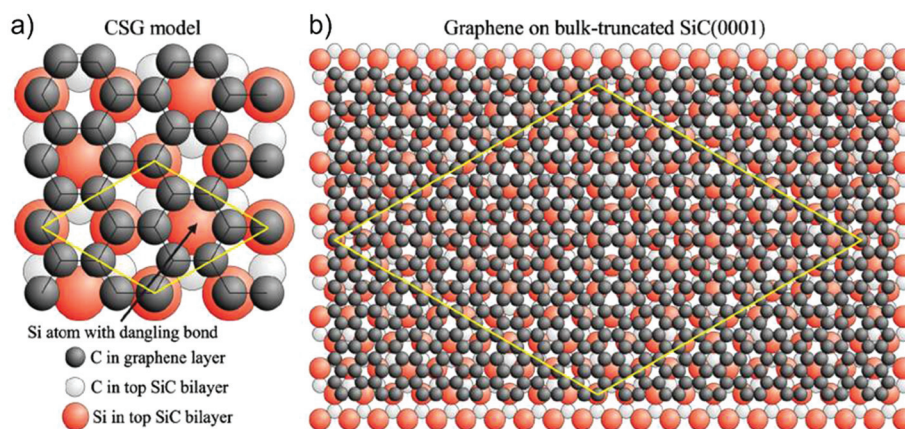 a) CSG model
b) Graphene on bulk-truncated SiC(0001)
Si atom with dangling bond
C in graphene layer
C in top SiC bilayer
Si in top SiC bilayer